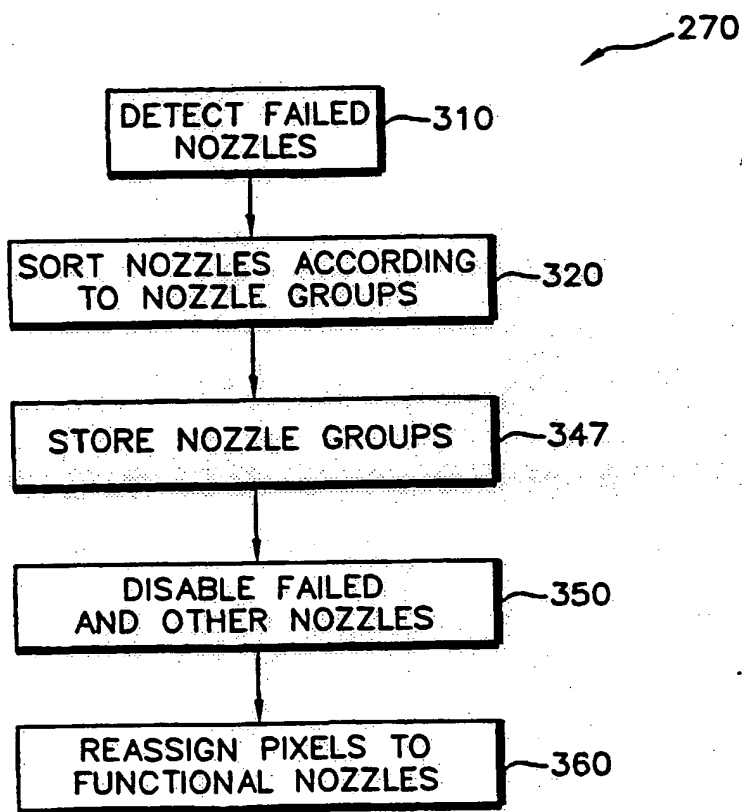 270
DETECT FAILED
NOZZLES
310
SORT NOZZLES ACCORDING
TO NOZZLE GROUPS
320
STORE NOZZLE GROUPS
347
DISABLE FAILED
AND OTHER NOZZLES
350
REASSIGN PIXELS TO
FUNCTIONAL NOZZLES
360